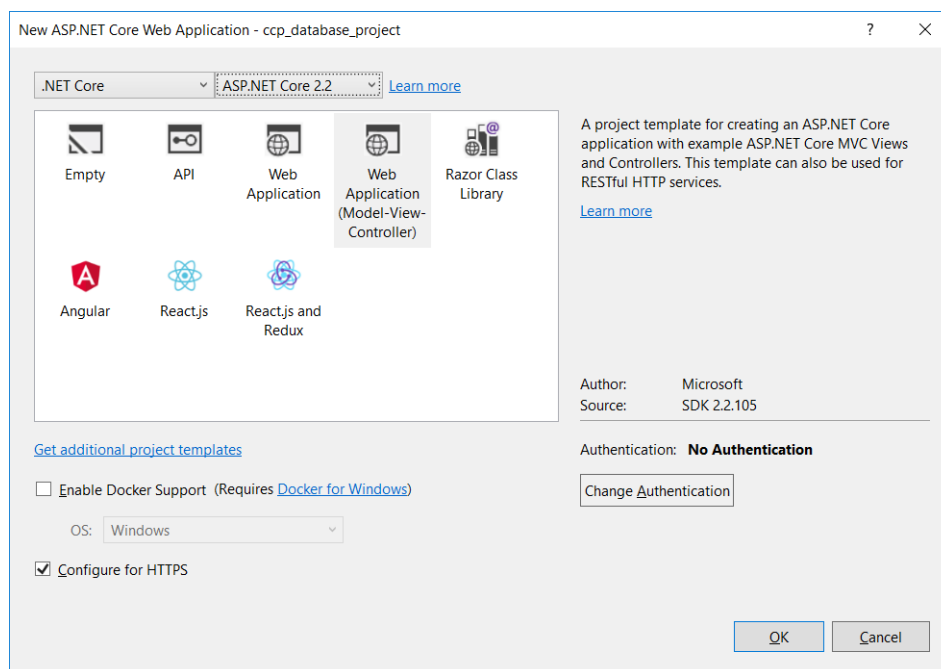 New ASP.NET Core Web Application - ccp_database_project
?
.NET Core
ASP.NET Core 2.2
Learn more
Empty
API
Web
Application
Web
Application
(Model-View-
Controller)
Razor Class
Library
Angular
React.js
React.js and
Redux
A project template for creating an ASP.NET Core
application with example ASP.NET Core MVC Views
and Controllers. This template can also be used for
RESTful HTTP services.
Learn more
Author: Microsoft
Source: SDK 2.2.105
Get additional project templates
Authentication: No Authentication
Enable Docker Support (Requires Docker for Windows)
Change Authentication
OS: Windows
Configure for HTTPS
OK
Cancel